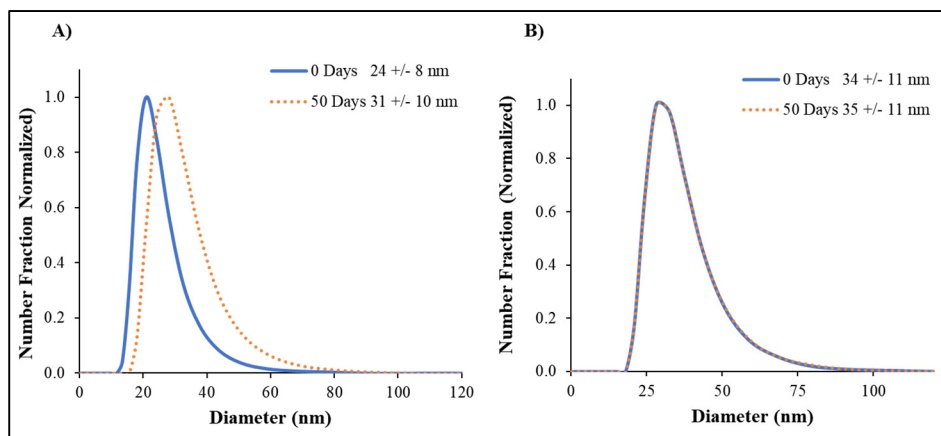 A)
0 Days 24 +/- 8 nm
50 Days 31 +/- 10 nm
Number Fraction Normalized)
1.0
0.8
0.6
0.4
0.2
0.0
0 20 40 60 80 100 120
Diameter (nm)
B)
0 Days 34 +/- 11 nm
50 Days 35 +/- 11 nm
Number Fraction (Normalized)
1.0
0.8
0.6
0.4
0.2
0.0
0 25 50 75 100
Diameter (nm)